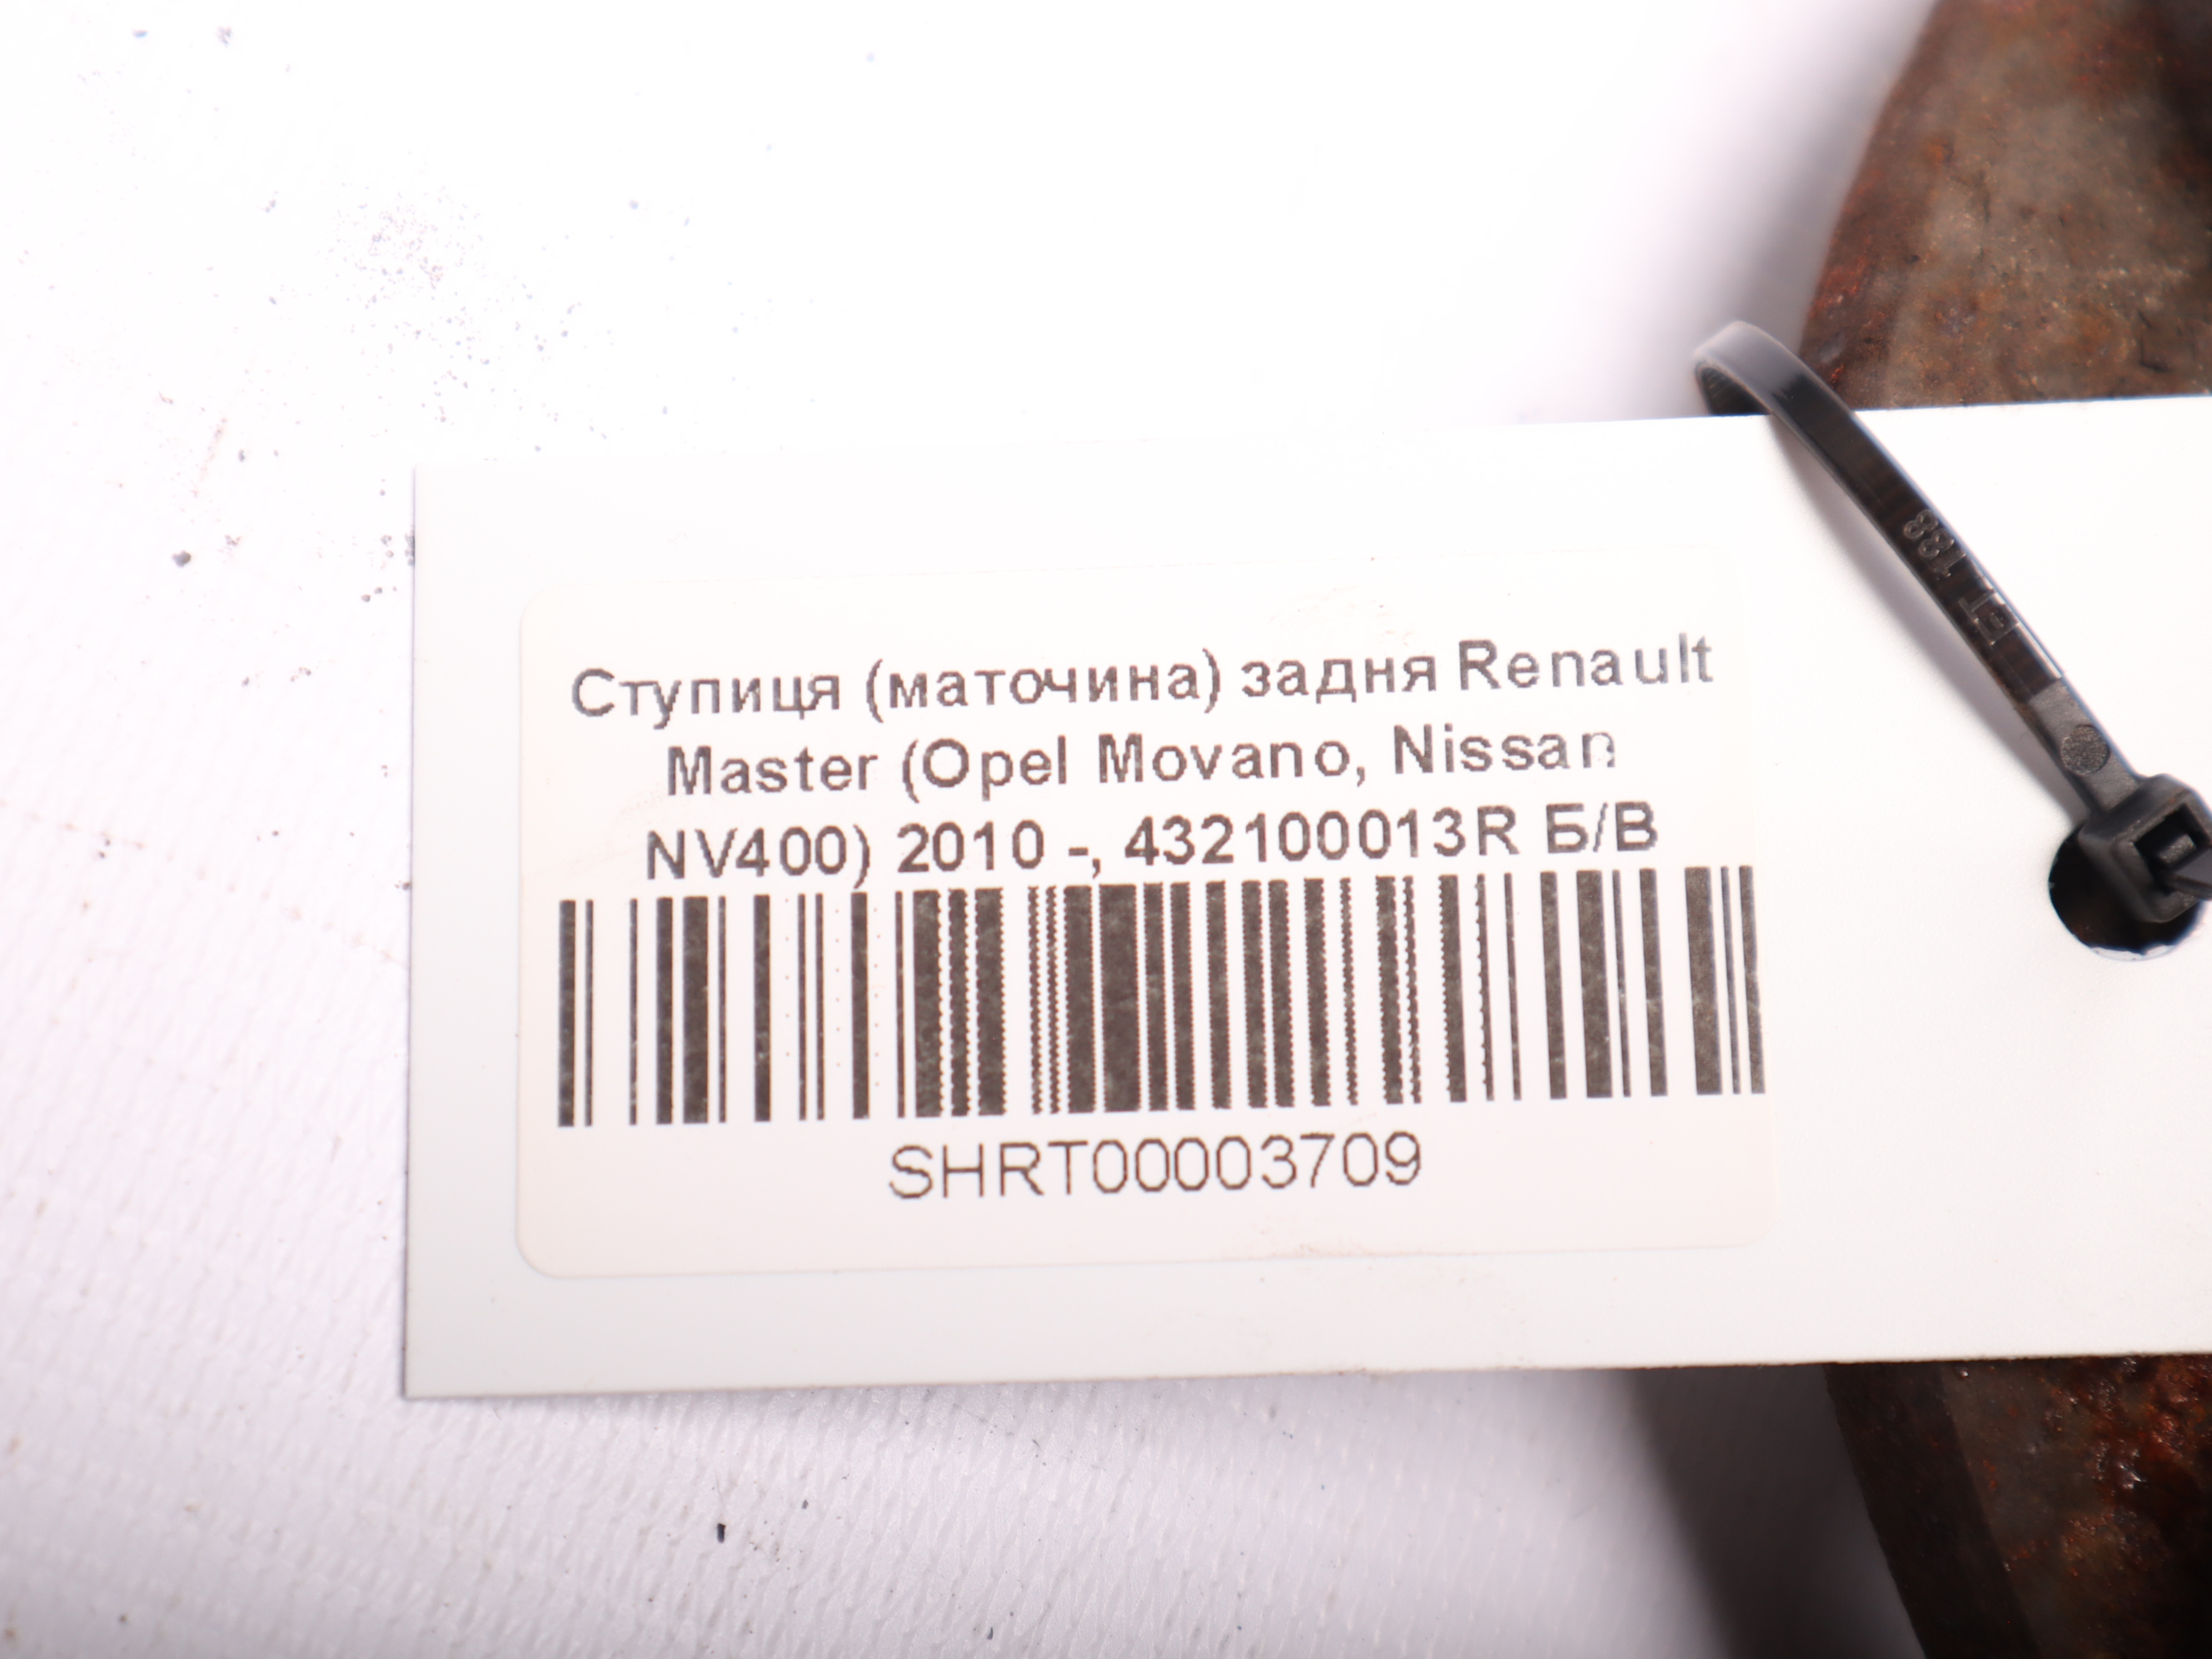 Ступиця (маточина) задня Renault
Master (Opel Movano, Nissan
NV400) 2010 -, 432100013R Б/В
SHRT00003709